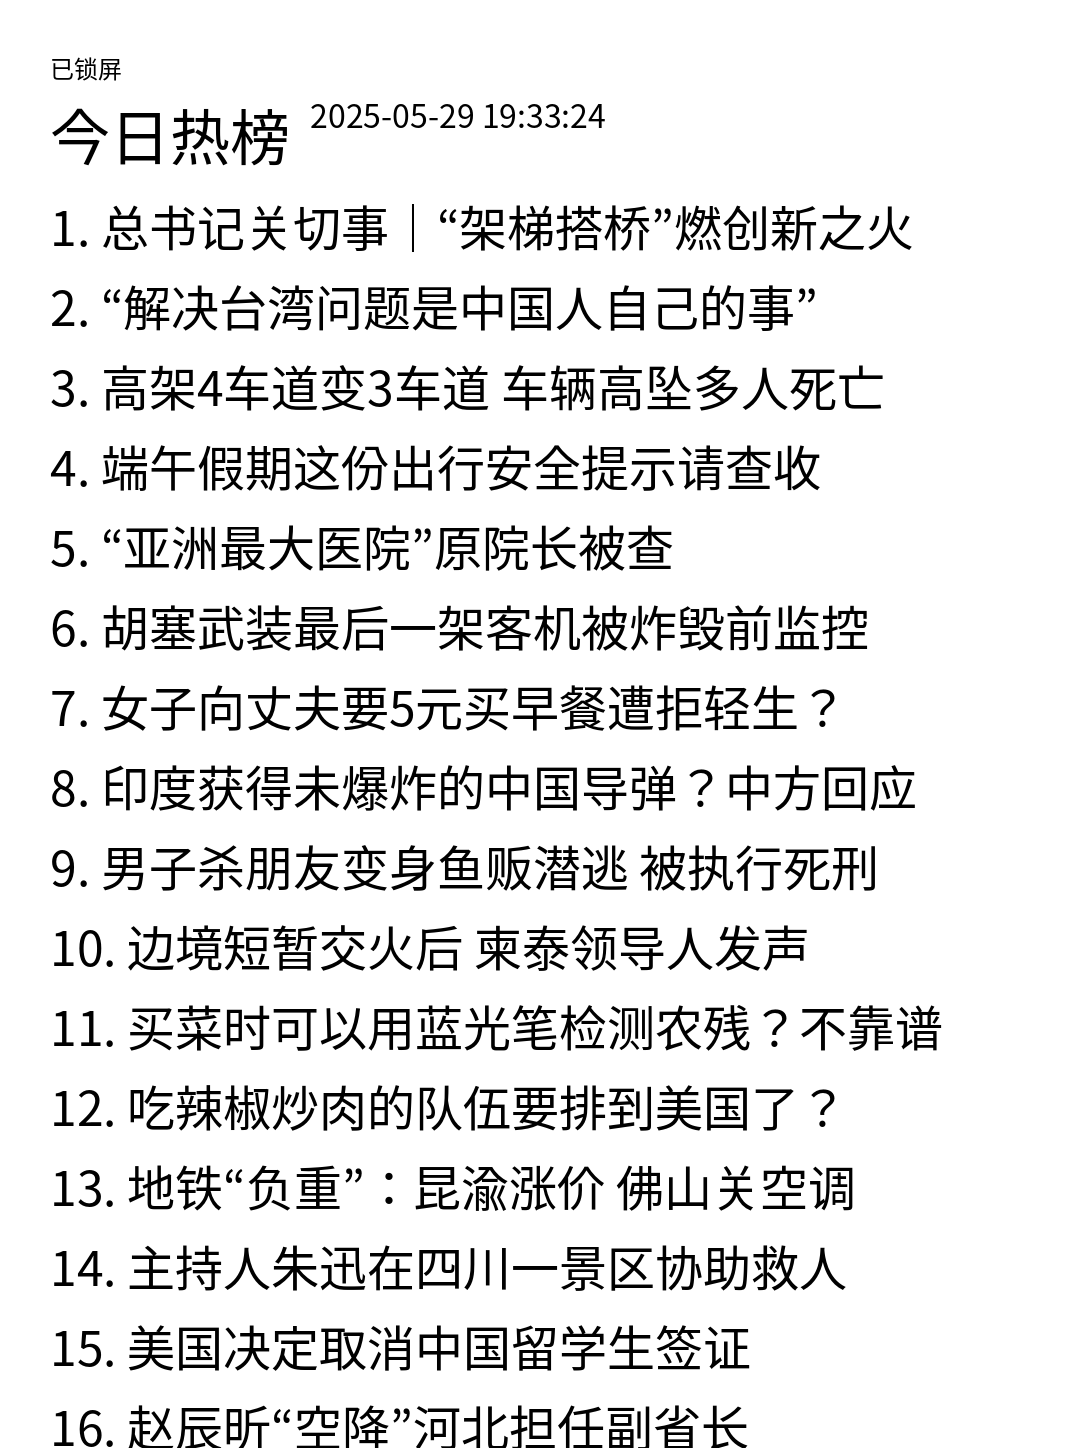 已锁屏
今日热榜 2025-05-29 19:33:24
1. 总书记关切事｜“架梯搭桥”燃创新之火
2. “解决台湾问题是中国人自己的事”
3. 高架4车道变3车道 车辆高坠多人死亡
4. 端午假期这份出行安全提示请查收
5. “亚洲最大医院”原院长被查
6. 胡塞武装最后一架客机被炸毁前监控
7. 女子向丈夫要5元买早餐遭拒轻生？
8. 印度获得未爆炸的中国导弹？中方回应
9. 男子杀朋友变身鱼贩潜逃 被执行死刑
10. 边境短暂交火后 柬泰领导人发声
11. 买菜时可以用蓝光笔检测农残？不靠谱
12. 吃辣椒炒肉的队伍要排到美国了？
13. 地铁“负重”：昆渝涨价 佛山关空调
14. 主持人朱迅在四川一景区协助救人
15. 美国决定取消中国留学生签证
16. 赵辰昕“空降”河北担任副省长